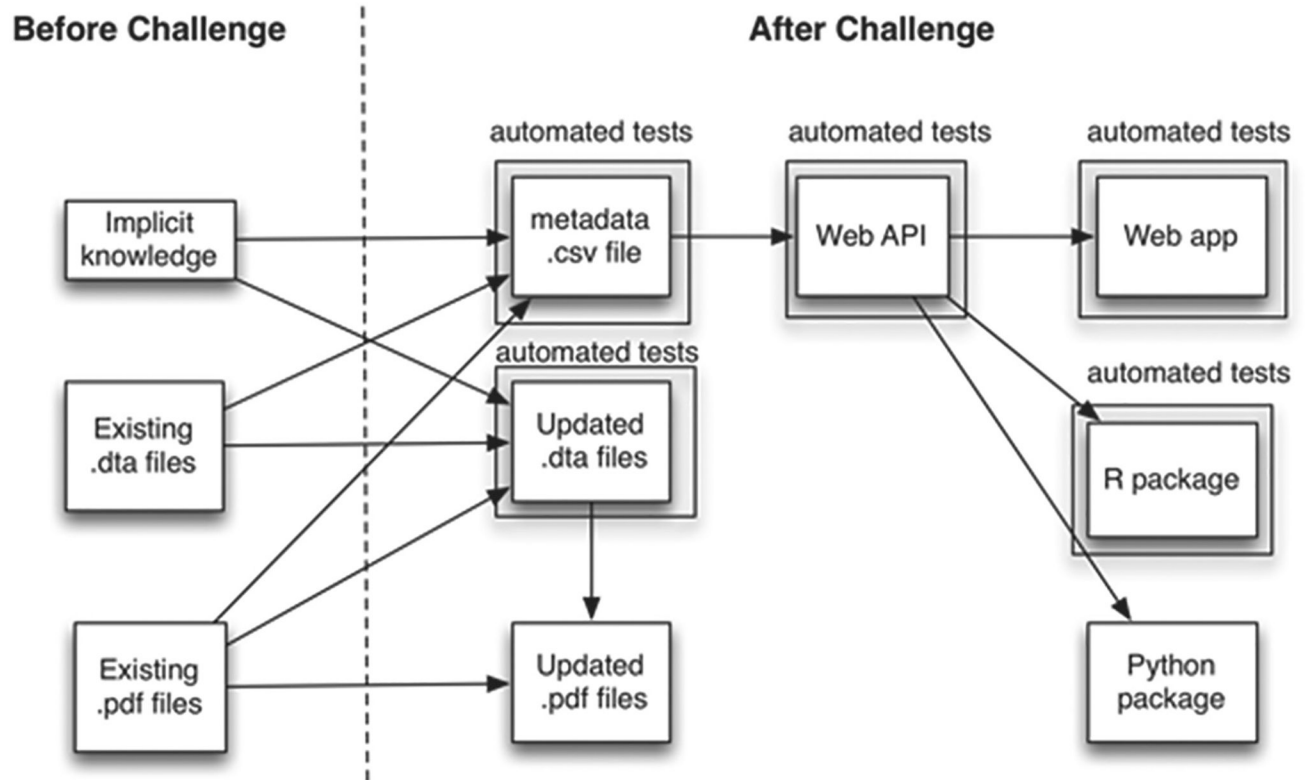 Before Challenge
After Challenge
automated tests
automated tests
automated tests
Implicit
knowledge
metadata
.csv file
Web API
Web app
automated tests
automated tests
Existing
.dta files
Updated
.dta files
R package
Existing
.pdf files
Updated
.pdf files
Python
package